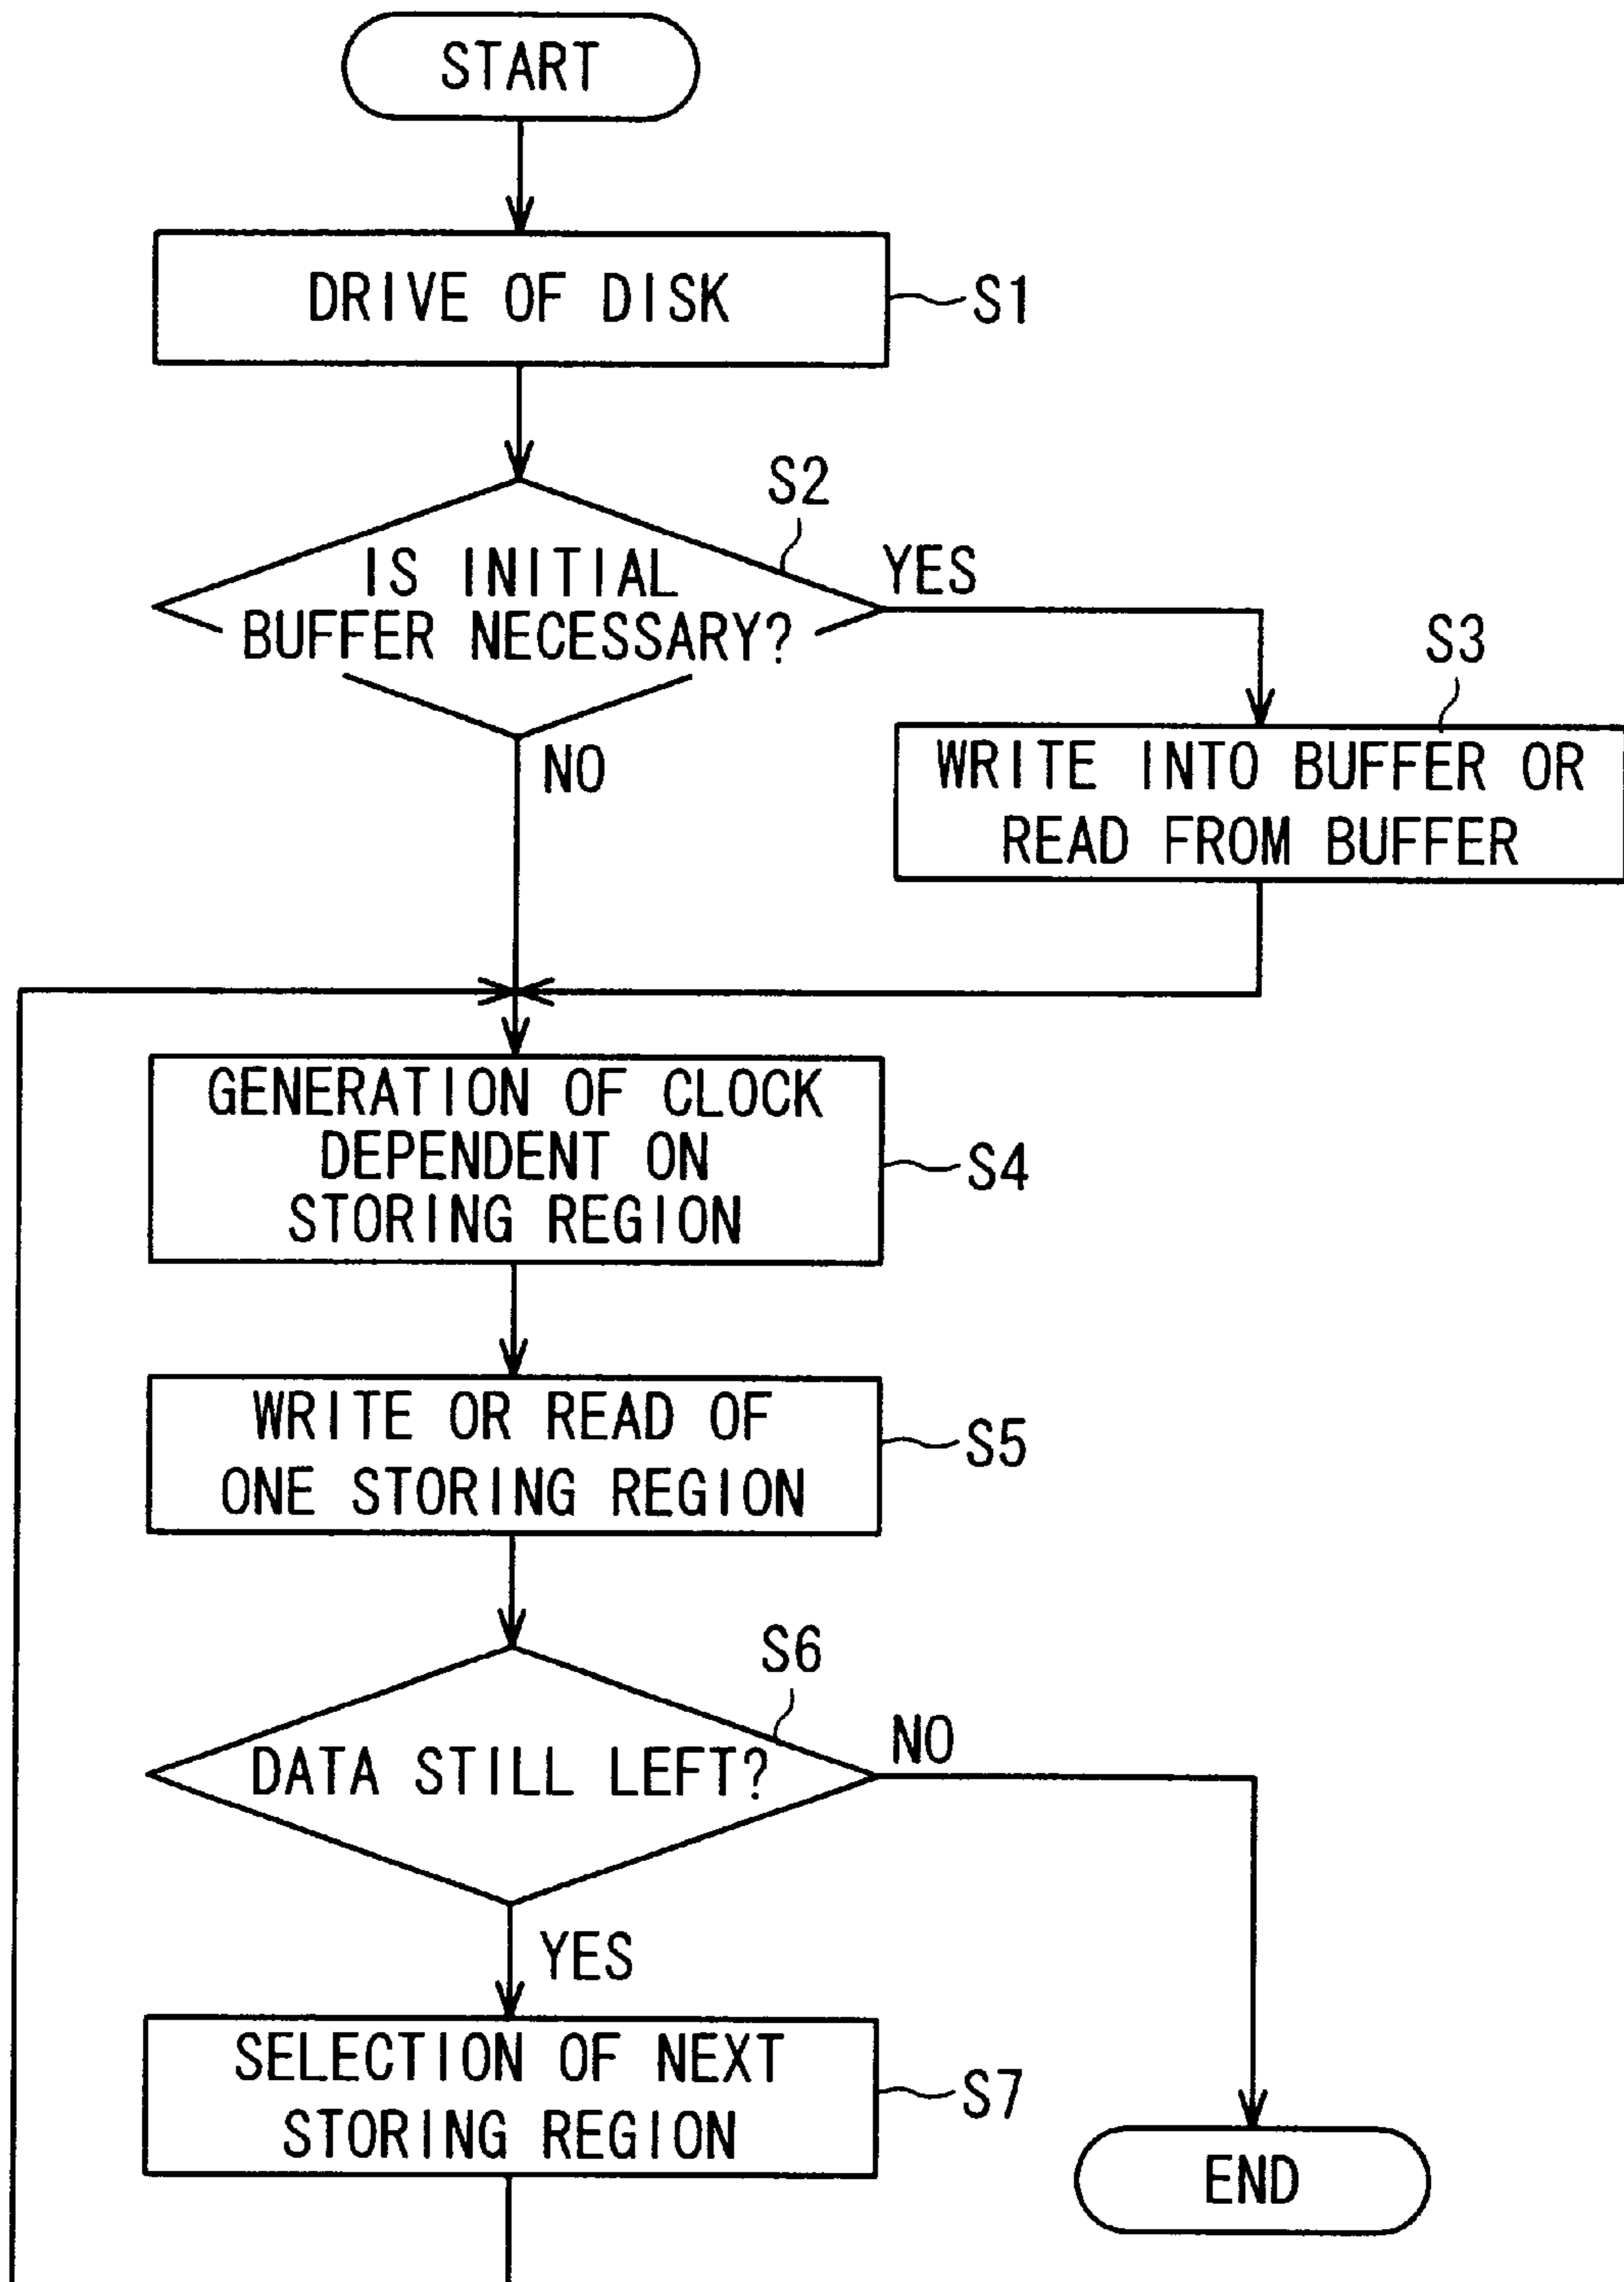 START
DRIVE OF DISK
S1
S2
IS INITIAL
BUFFER NECESSARY?
YES
S3
NO
WRITE INTO BUFFER OR
READ FROM BUFFER
GENERATION OF CLOCK
DEPENDENT ON
STORING REGION
S4
WRITE OR READ OF
ONE STORING REGION
S5
S6
NO
DATA STILL LEFT?
YES
SELECTION OF NEXT
STORING REGION
S7
END